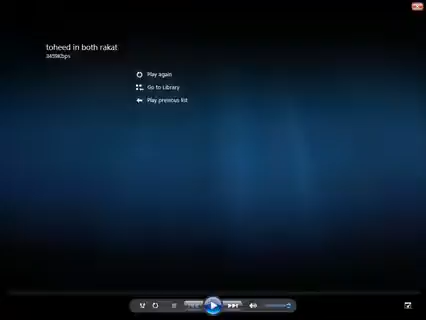 toheed in both rakat
3459Kbps
Play again
Go to Library
Play previous list